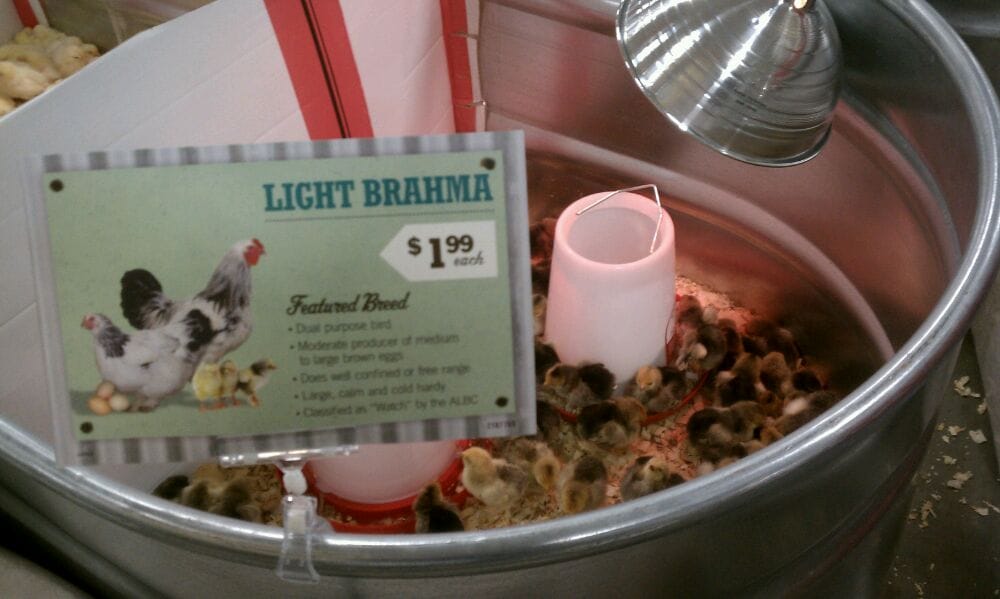 LIGHT BRAHMA
$1.99
each
Featured Breed
• Dual purpose bird
• Moderate producer of medium
to large brown eggs
• Does well confined or free range
• Large, calm and cold hardy
• Classified as "Watch" by the ALBC